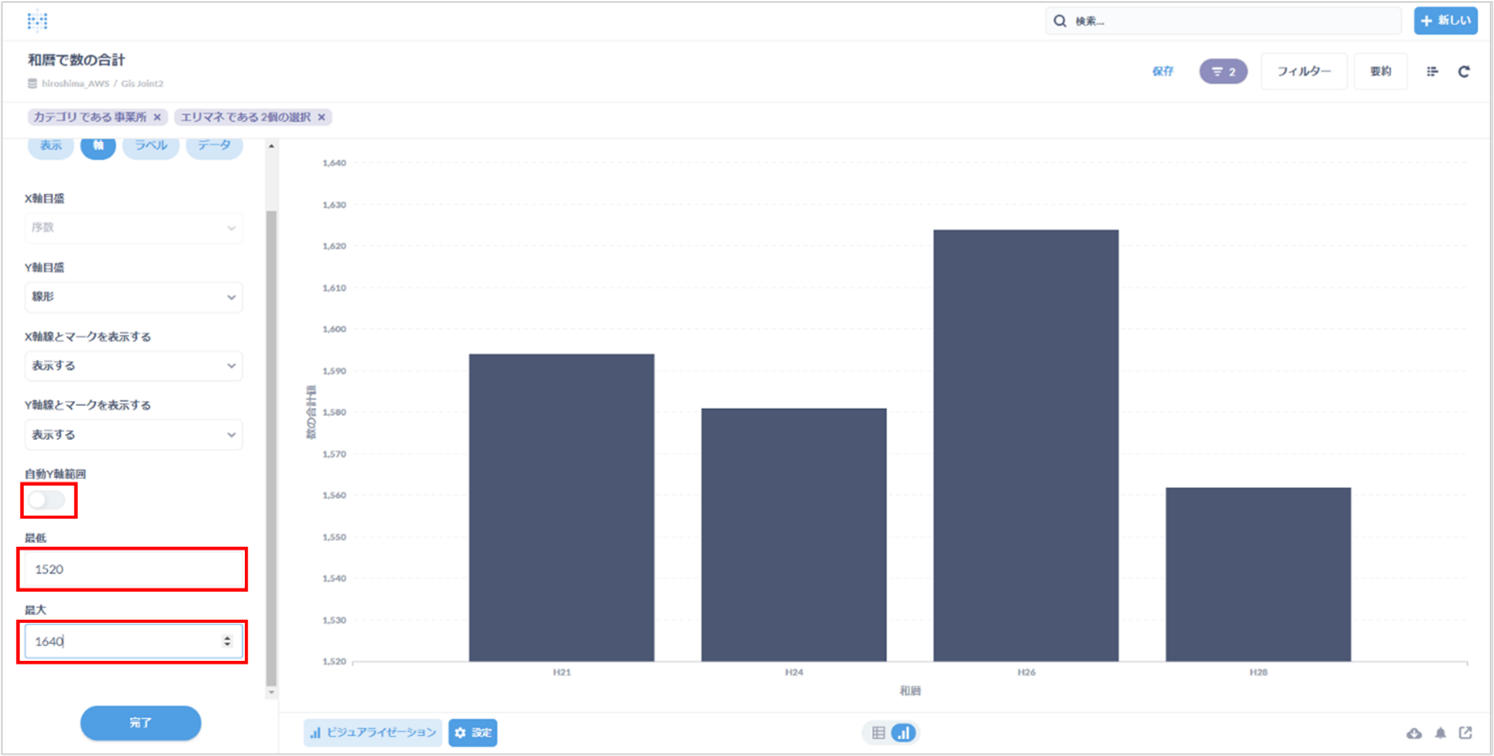 検索...
+ 新しい
和暦で数の合計
hiroshima_AWS / Gis Joint2
保存
2
フィルター
要約
カテゴリ である 事業所 ×
エリマネ である 2個の選択 ×
表示
軸
ラベル
データ
X軸目盛
序数
Y軸目盛
線形
X軸線とマークを表示する
表示する
Y軸線とマークを表示する
表示する
自動Y軸範囲
最低
1520
最大
1640
完了
1,640
1,630
1,620
1,610
1,600
1,590
1,580
1,570
1,560
1,550
1,540
1,530
1,520
数の合計値
H21
H24
H26
H28
和暦
ビジュアライゼーション
設定